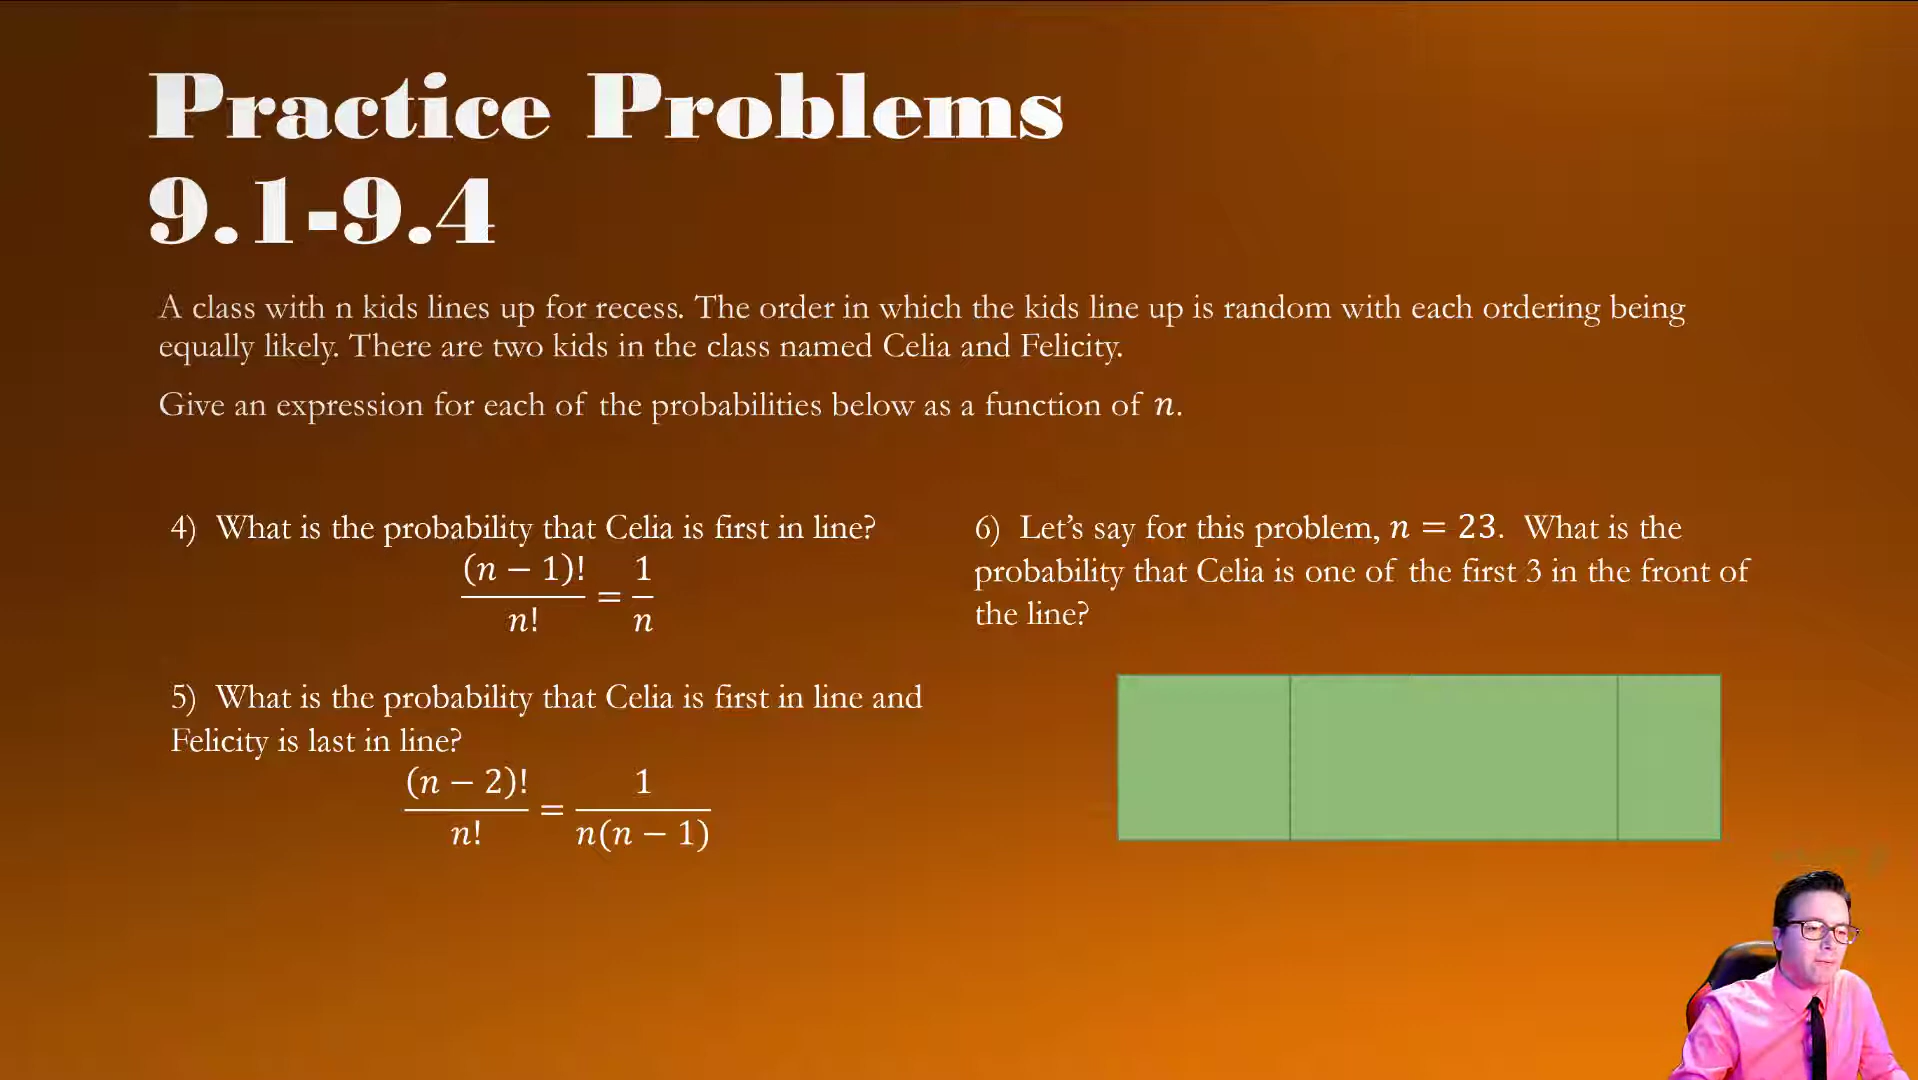 Practice Problems
9.1-9.4
A class with n kids lines up for recess. The order in which the kids line up is random with each ordering being
equally likely. There are two kids in the class named Celia and Felicity.
Give an expression for each of the probabilities below as a function of n.
4) What is the probability that Celia is first in line?
(n − 1)!/n! = 1/n
5) What is the probability that Celia is first in line and
Felicity is last in line?
(n − 2)!/n! = 1/n(n − 1)
6) Let’s say for this problem, n = 23. What is the
probability that Celia is one of the first 3 in the front of
the line?